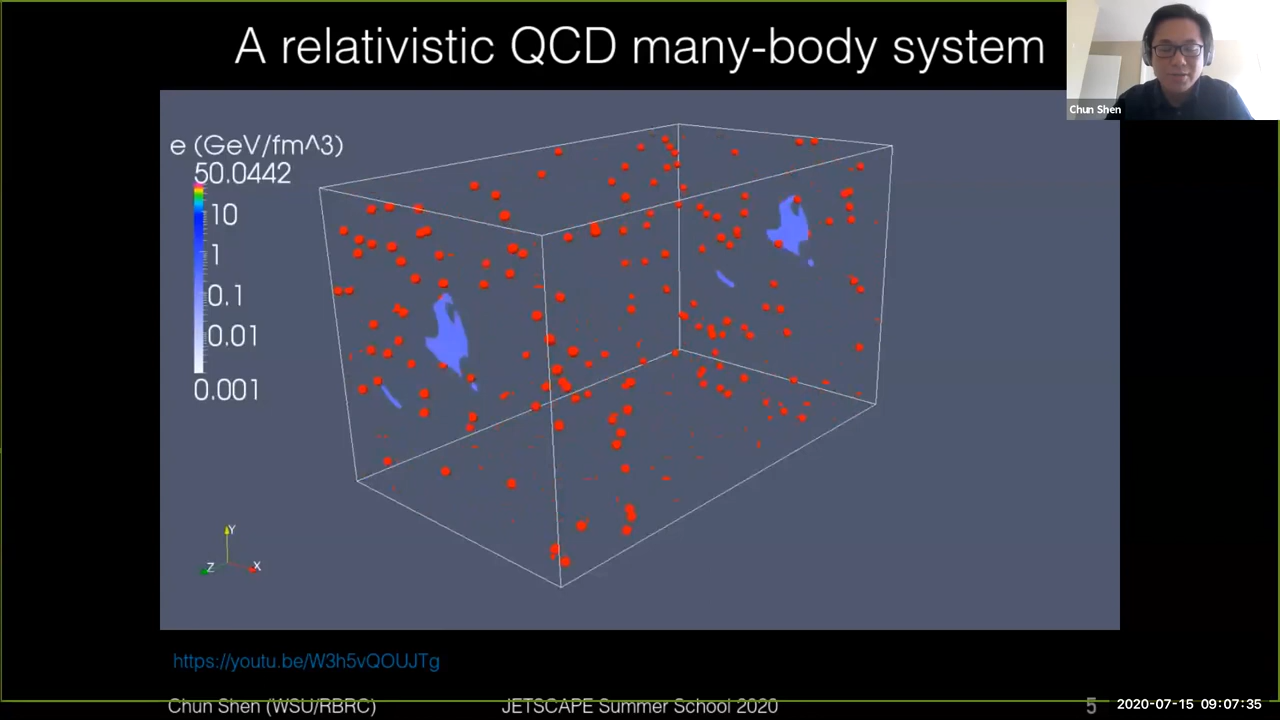 A relativistic QCD many-body system
Chun Shen
e (GeV/fm^3)
50.0442
10
1
0.1
0.01
0.001
Y
Z
X
https://youtu.be/W3h5vQOUJTg
Chun Shen (WSU/RBRC)
JETSCAPE Summer School 2020
5
2020-07-15 09:07:35